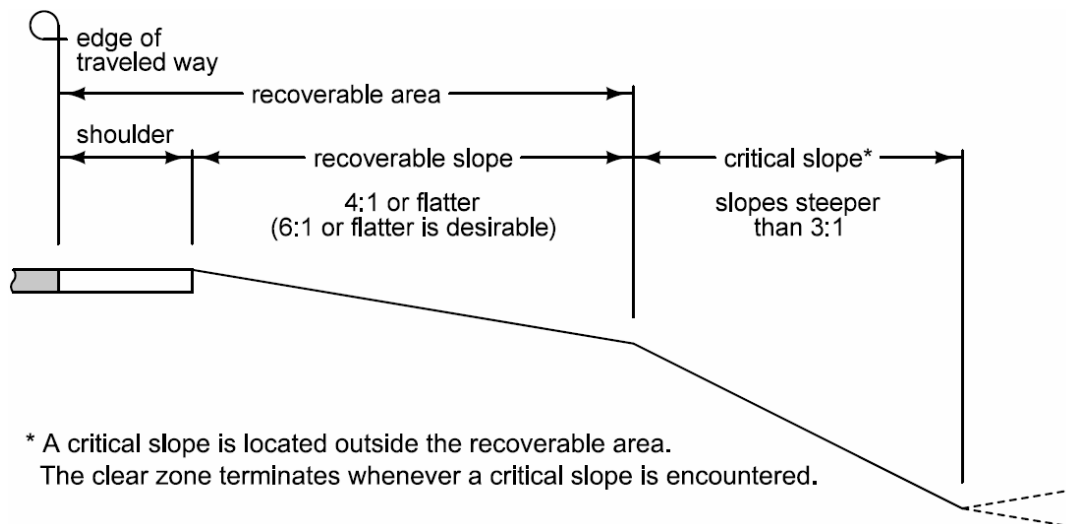 edge of
traveled way
recoverable area
shoulder
recoverable slope
critical slope*
4:1 or flatter
(6:1 or flatter is desirable)
slopes steeper
than 3:1
* A critical slope is located outside the recoverable area.
The clear zone terminates whenever a critical slope is encountered.